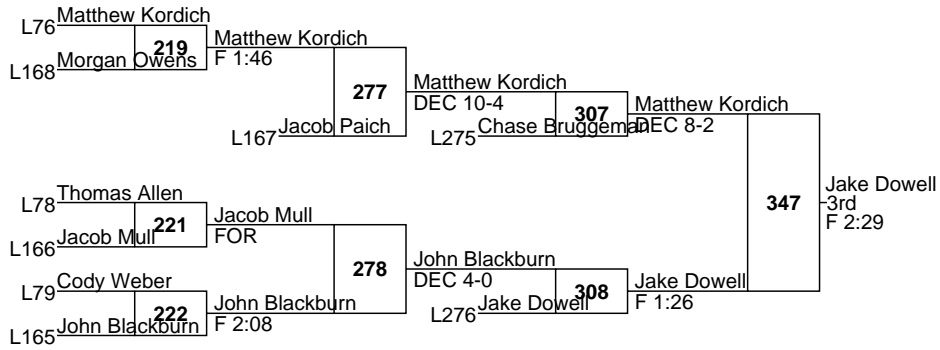 L76 Matthew Kordich
219
L168 Morgan Owens
Matthew Kordich
F 1:46
277
L167 Jacob Paich
Matthew Kordich
DEC 10-4
307
L275 Chase Bruggeman
Matthew Kordich
DEC 8-2
347
Jake Dowell
3rd
F 2:29
L78 Thomas Allen
221
L166 Jacob Mull
Jacob Mull
FOR
278
L79 Cody Weber
222
L165 John Blackburn
John Blackburn
F 2:08
John Blackburn
DEC 4-0
308
L276 Jake Dowell
Jake Dowell
F 1:26